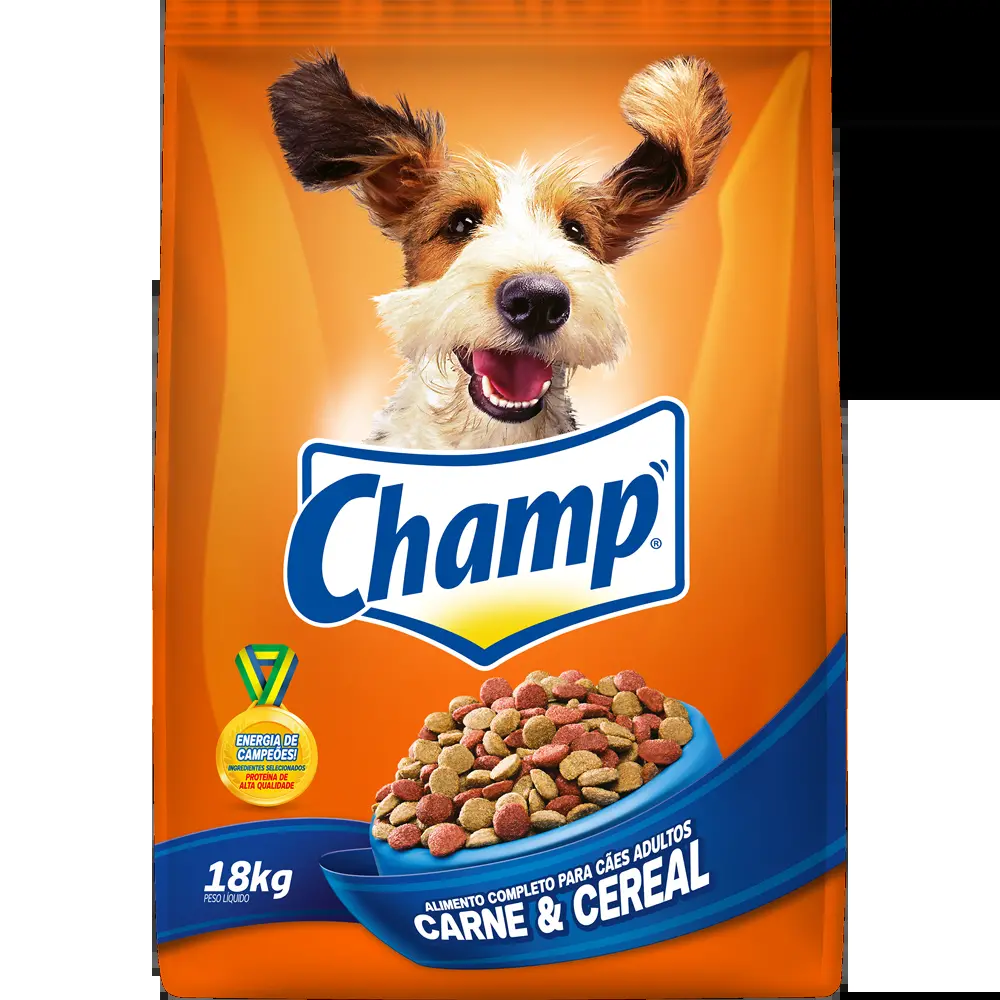 Champ®
ENERGIA DE
CAMPEÕES!
INGREDIENTES SELECIONADOS
PROTEÍNA DE
ALTA QUALIDADE
18kg
PESO LÍQUIDO
ALIMENTO COMPLETO PARA CÃES ADULTOS
CARNE & CEREAL